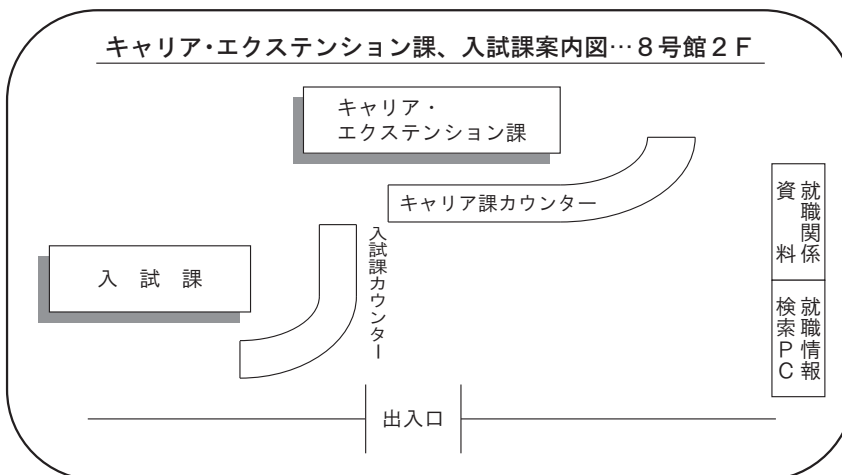 キャリア・エクステンション課、入試課案内図…８号館２Ｆ
キャリア・
エクステンション課
キャリア課カウンター
入試課カウンター
入　試　課
就職関係
資　料
就職情報
検索ＰＣ
出入口